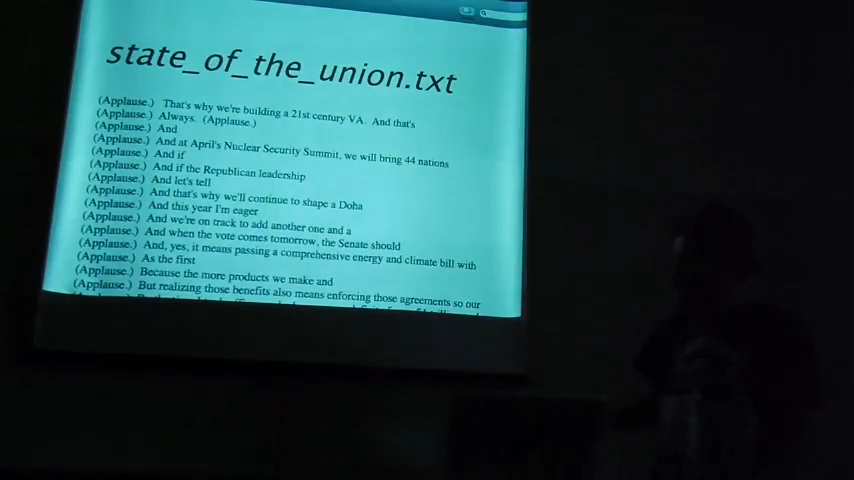 state_of_the_union.txt
(Applause.) That's why we're building a 21st century VA. And that's
(Applause.) Always. (Applause.)
(Applause.) And
(Applause.) And at April's Nuclear Security Summit, we will bring 44 nations
(Applause.) And if
(Applause.) And if the Republican leadership
(Applause.) And let's tell
(Applause.) And that's why we'll continue to shape a Doha
(Applause.) And this year I'm eager
(Applause.) And we're on track to add another one and a
(Applause.) And when the vote comes tomorrow, the Senate should
(Applause.) And, yes, it means passing a comprehensive energy and climate bill with
(Applause.) As the first
(Applause.) Because the more products we make and
(Applause.) But realizing those benefits also means enforcing those agreements so our